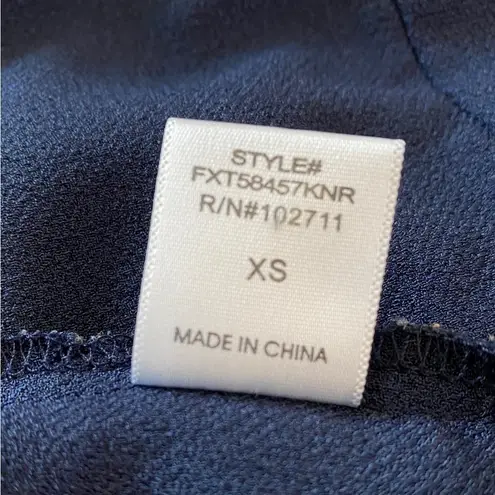 STYLE#
FXT58457KNR
R/N#102711
XS
MADE IN CHINA